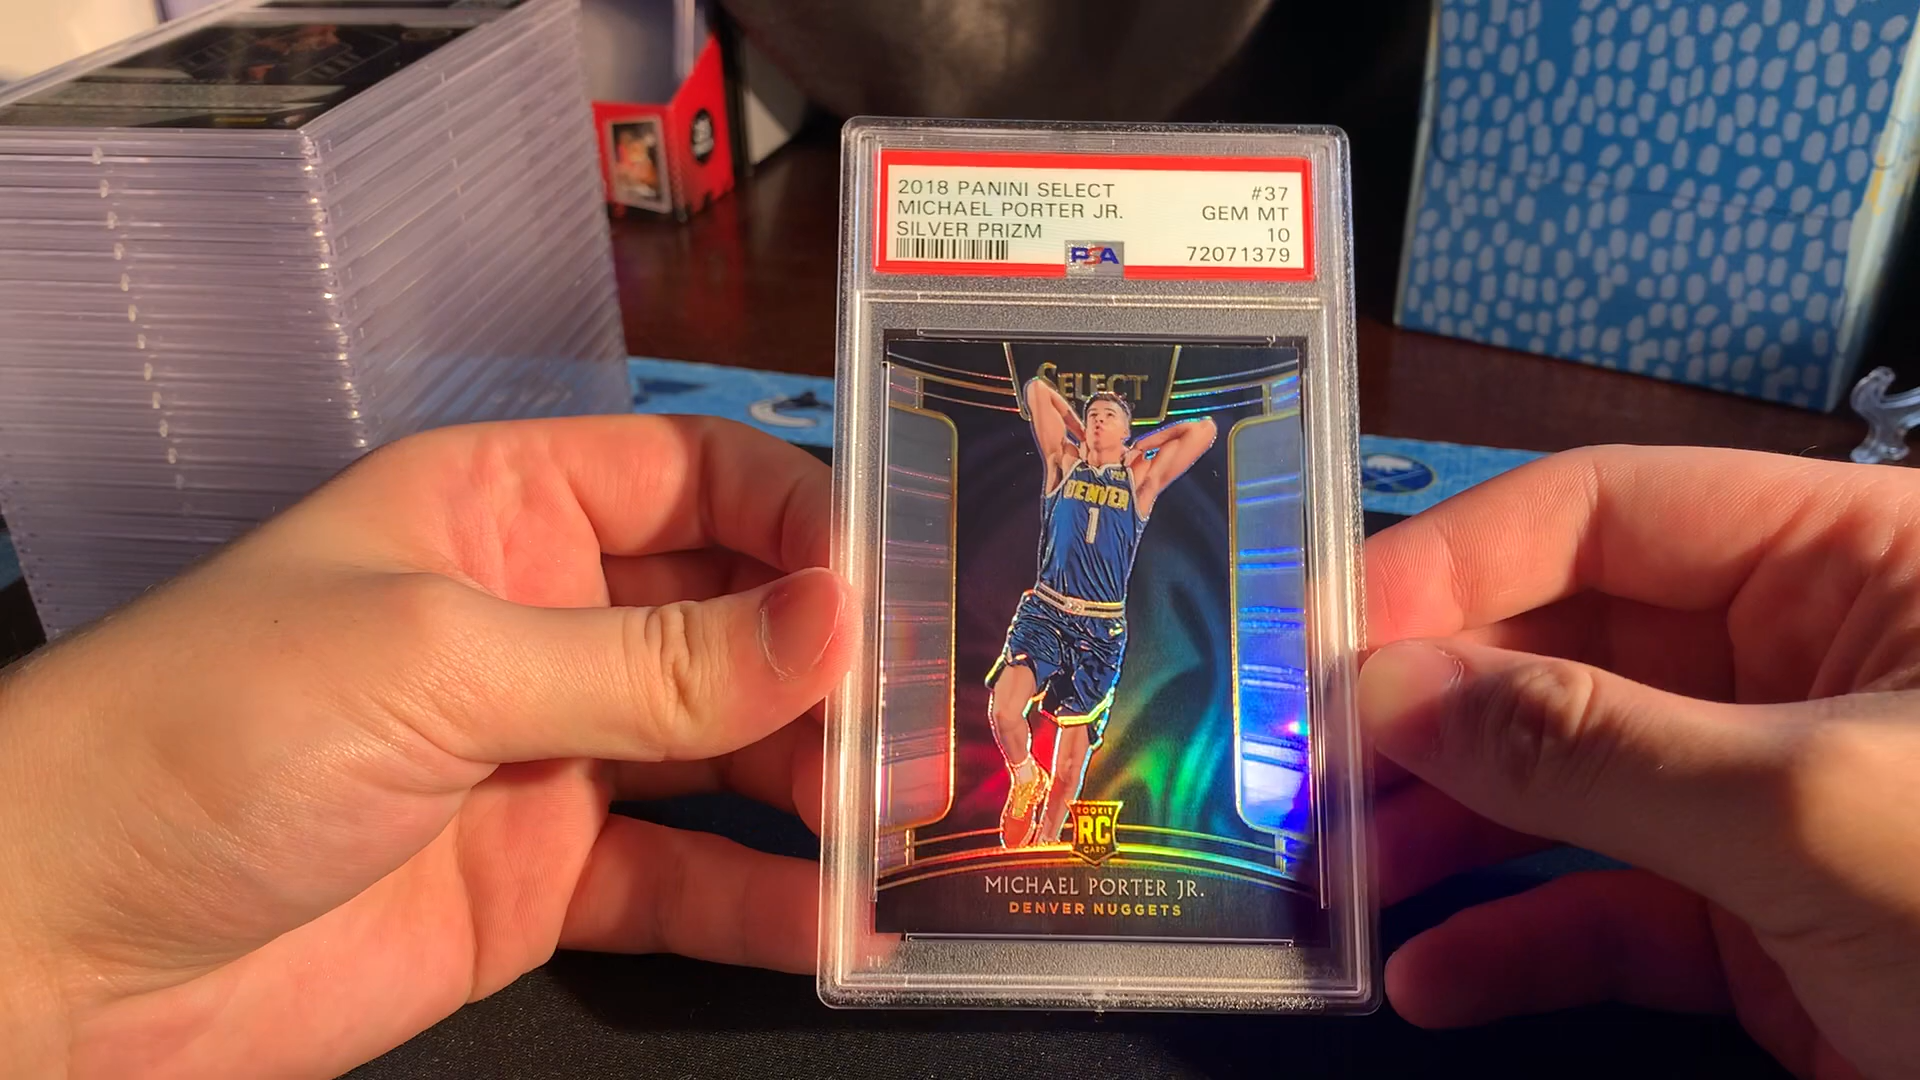 2018 PANINI SELECT
MICHAEL PORTER JR.
SILVER PRIZM
#37
GEM MT
10
72071379
PSA
SELECT
DENVER
1
ROOKIE
RC
CARD
MICHAEL PORTER JR.
DENVER NUGGETS